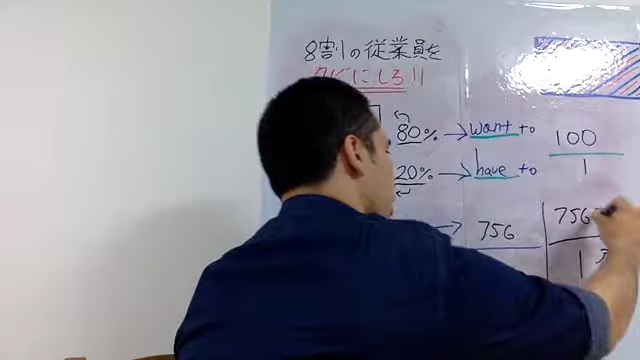 8割の従業員を
クビにしろ!!
80% → want to 100
1
20% → have to
→ 756 756
1